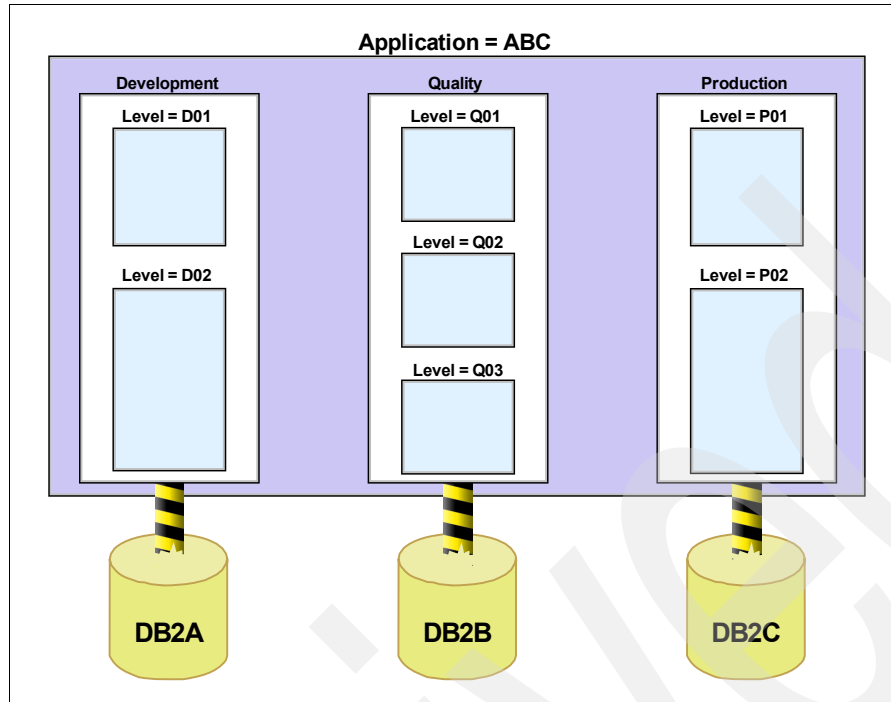 Application = ABC
Development
Quality
Production
Level = D01
Level = Q01
Level = P01
Level = D02
Level = Q02
Level = P02
Level = Q03
DB2A
DB2B
DB2C